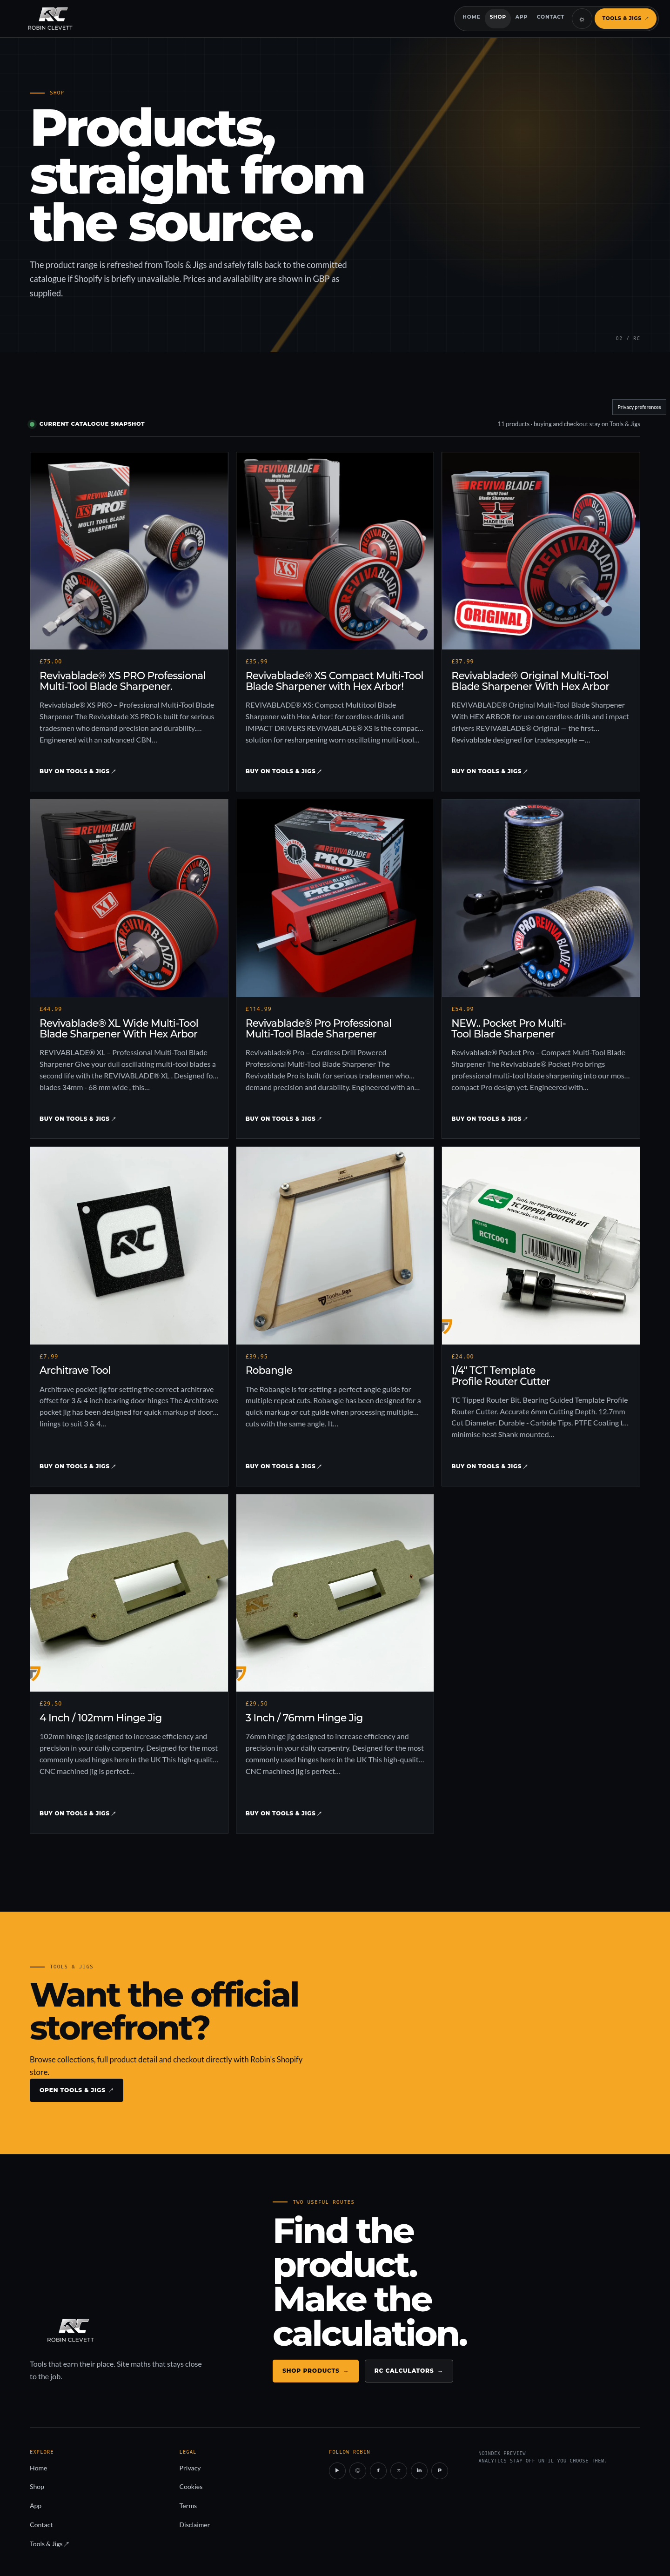 RC
ROBIN CLEVETT
HOME
SHOP
APP
CONTACT
TOOLS & JIGS ↗
SHOP
Products,
straight from
the source.
The product range is refreshed from Tools & Jigs and safely falls back to the committed
catalogue if Shopify is briefly unavailable. Prices and availability are shown in GBP as
supplied.
02 / RC
Privacy preferences
CURRENT CATALOGUE SNAPSHOT
11 products · buying and checkout stay on Tools & Jigs
£75.00
Revivablade® XS PRO Professional
Multi-Tool Blade Sharpener.
Revivablade® XS PRO – Professional Multi-Tool Blade
Sharpener The Revivablade XS PRO is built for serious
tradesmen who demand precision and durability....
Engineered with an advanced CBN...
BUY ON TOOLS & JIGS ↗
£35.99
Revivablade® XS Compact Multi-Tool
Blade Sharpener with Hex Arbor!
REVIVABLADE® XS: Compact Multitool Blade
Sharpener with Hex Arbor! for cordless drills and
IMPACT DRIVERS REVIVABLADE® XS is the compac...
solution for resharpening worn oscillating multi-tool...
BUY ON TOOLS & JIGS ↗
ORIGINAL
£37.99
Revivablade® Original Multi-Tool
Blade Sharpener With Hex Arbor
REVIVABLADE® Original Multi-Tool Blade Sharpener
With HEX ARBOR for use on cordless drills and i mpact
drivers REVIVABLADE® Original — the first...
Revivablade designed for tradespeople —...
BUY ON TOOLS & JIGS ↗
£44.99
Revivablade® XL Wide Multi-Tool
Blade Sharpener With Hex Arbor
REVIVABLADE® XL – Professional Multi-Tool Blade
Sharpener Give your dull oscillating multi-tool blades a
second life with the REVIVABLADE® XL . Designed fo...
blades 34mm - 68 mm wide , this...
BUY ON TOOLS & JIGS ↗
£114.99
Revivablade® Pro Professional
Multi-Tool Blade Sharpener
Revivablade® Pro – Cordless Drill Powered
Professional Multi-Tool Blade Sharpener The
Revivablade Pro is built for serious tradesmen who...
demand precision and durability. Engineered with an...
BUY ON TOOLS & JIGS ↗
£54.99
NEW.. Pocket Pro Multi-
Tool Blade Sharpener
Revivablade® Pocket Pro – Compact Multi-Tool Blade
Sharpener The Revivablade® Pocket Pro brings
professional multi-tool blade sharpening into our mos...
compact Pro design yet. Engineered with...
BUY ON TOOLS & JIGS ↗
RC
£7.99
Architrave Tool
Architrave pocket jig for setting the correct architrave
offset for 3 & 4 inch bearing door hinges The Architrave
pocket jig has been designed for quick markup of door...
linings to suit 3 & 4...
BUY ON TOOLS & JIGS ↗
£39.95
Robangle
The Robangle is for setting a perfect angle guide for
multiple repeat cuts. Robangle has been designed for a
quick markup or cut guide when processing multiple...
cuts with the same angle. It...
BUY ON TOOLS & JIGS ↗
Tools for PROFESSIONALS
TC TIPPED ROUTER BIT
RCTC001
£24.00
1/4" TCT Template
Profile Router Cutter
TC Tipped Router Bit. Bearing Guided Template Profile
Router Cutter. Accurate 6mm Cutting Depth. 12.7mm
Cut Diameter. Durable - Carbide Tips. PTFE Coating t...
minimise heat Shank mounted...
BUY ON TOOLS & JIGS ↗
£29.50
4 Inch / 102mm Hinge Jig
102mm hinge jig designed to increase efficiency and
precision in your daily carpentry. Designed for the most
commonly used hinges here in the UK This high-qualit...
CNC machined jig is perfect...
BUY ON TOOLS & JIGS ↗
£29.50
3 Inch / 76mm Hinge Jig
76mm hinge jig designed to increase efficiency and
precision in your daily carpentry. Designed for the most
commonly used hinges here in the UK This high-qualit...
CNC machined jig is perfect...
BUY ON TOOLS & JIGS ↗
TOOLS & JIGS
Want the official
storefront?
Browse collections, full product detail and checkout directly with Robin's Shopify
store.
OPEN TOOLS & JIGS ↗
RC
ROBIN CLEVETT
Tools that earn their place. Site maths that stays close
to the job.
TWO USEFUL ROUTES
Find the
product.
Make the
calculation.
SHOP PRODUCTS →
RC CALCULATORS →
EXPLORE
Home
Shop
App
Contact
Tools & Jigs ↗
LEGAL
Privacy
Cookies
Terms
Disclaimer
FOLLOW ROBIN
NOINDEX PREVIEW
ANALYTICS STAY OFF UNTIL YOU CHOOSE THEM.